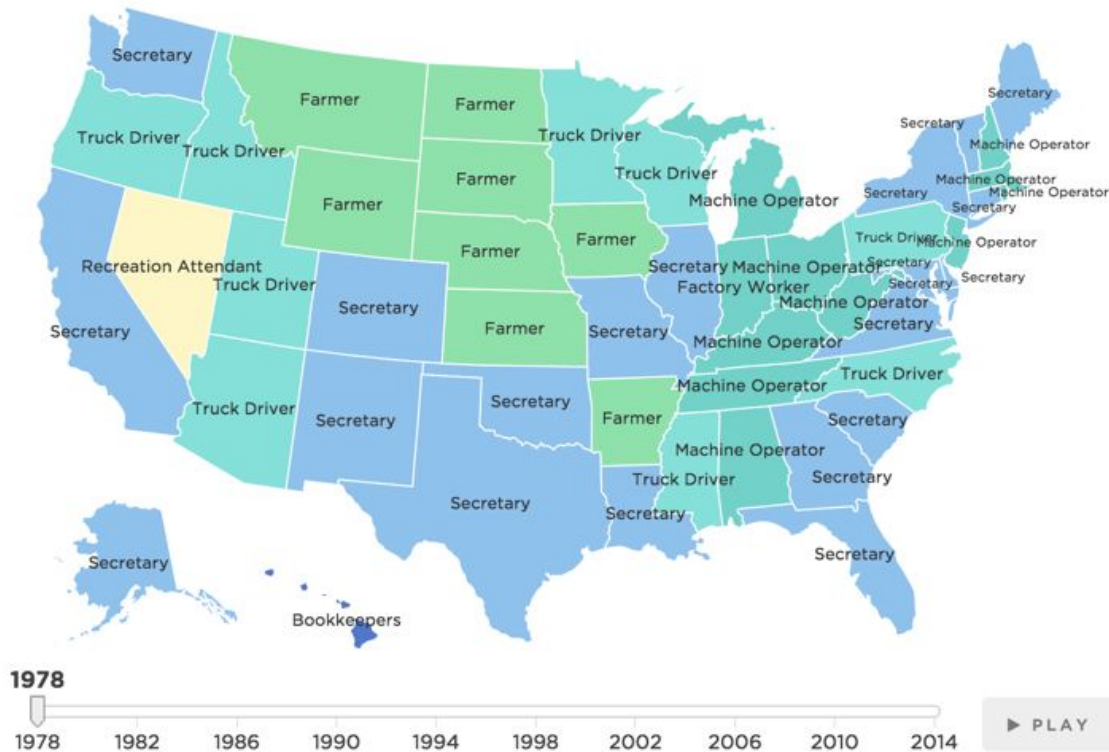 Secretary
Truck Driver
Truck Driver
Farmer
Farmer
Truck Driver
Truck Driver
Machine Operator
Secretary
Secretary
Machine Operator
Machine Operator
Machine Operator
Secretary
Secretary
Farmer
Farmer
Farmer
Farmer
Truck Driver
Machine Operator
Recreation Attendant
Truck Driver
Secretary
Factory Worker
Machine Operator
Secretary
Secretary
Secretary
Machine Operator
Secretary
Secretary
Secretary
Farmer
Secretary
Machine Operator
Truck Driver
Secretary
Secretary
Farmer
Machine Operator
Truck Driver
Secretary
Machine Operator
Secretary
Secretary
Truck Driver
Secretary
Secretary
Secretary
Bookkeepers
1978
1978 1982 1986 1990 1994 1998 2002 2006 2010 2014
▶ PLAY